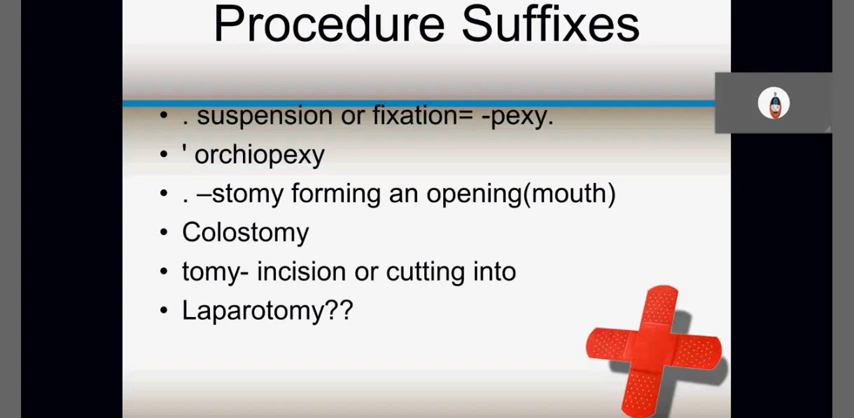 Procedure Suffixes
• . suspension or fixation= -pexy.
• ' orchiopexy
• . –stomy forming an opening(mouth)
• Colostomy
• tomy- incision or cutting into
• Laparotomy??